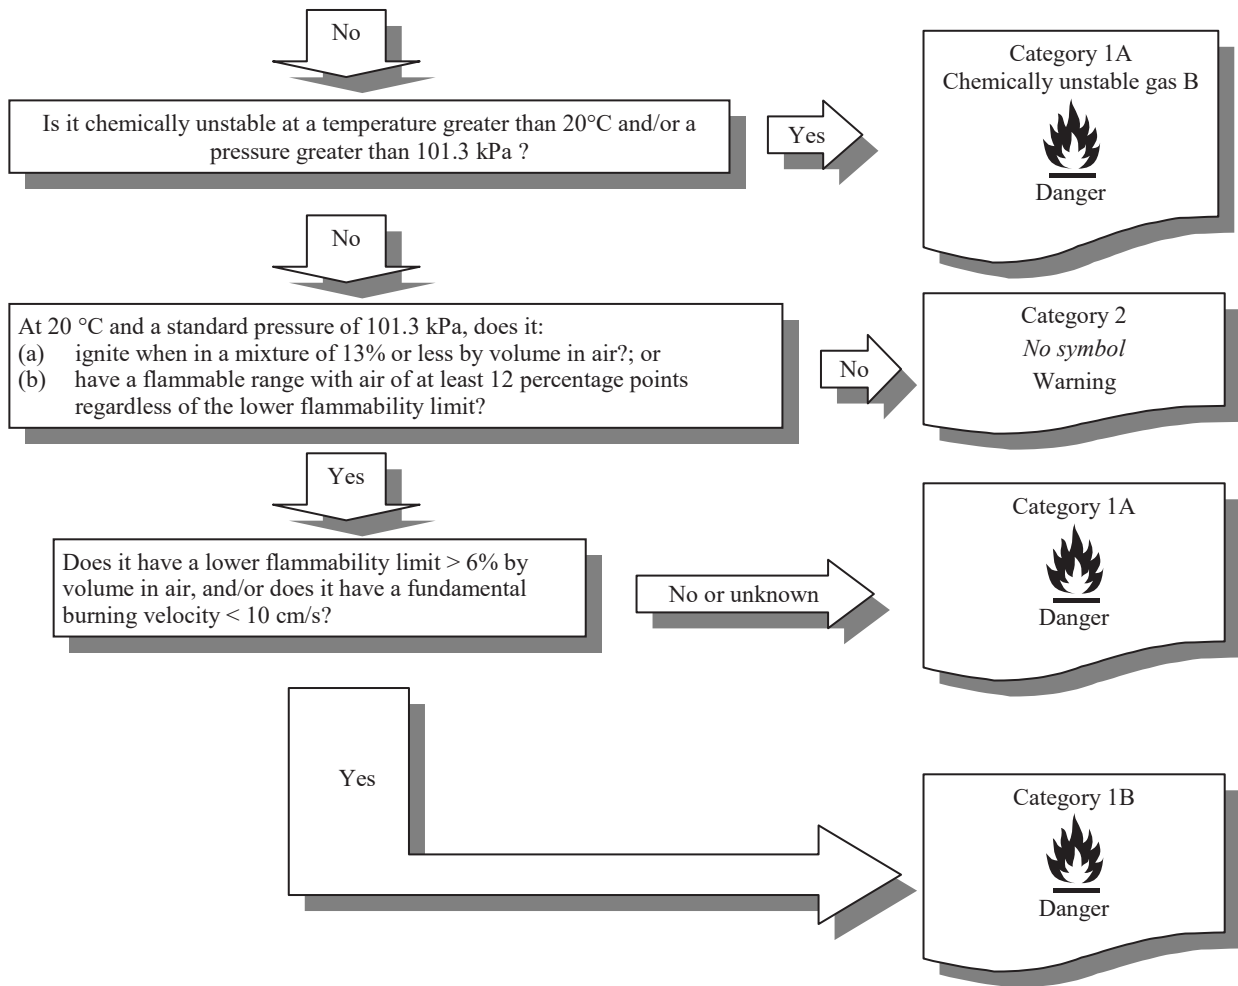 No
Category 1A
Chemically unstable gas B
Danger
Is it chemically unstable at a temperature greater than 20°C and/or a
pressure greater than 101.3 kPa ?
Yes
No
At 20 °C and a standard pressure of 101.3 kPa, does it:
(a) ignite when in a mixture of 13% or less by volume in air?; or
(b) have a flammable range with air of at least 12 percentage points
regardless of the lower flammability limit?
No
Category 2
No symbol
Warning
Yes
Does it have a lower flammability limit > 6% by
volume in air, and/or does it have a fundamental
burning velocity < 10 cm/s?
No or unknown
Category 1A
Danger
Yes
Category 1B
Danger